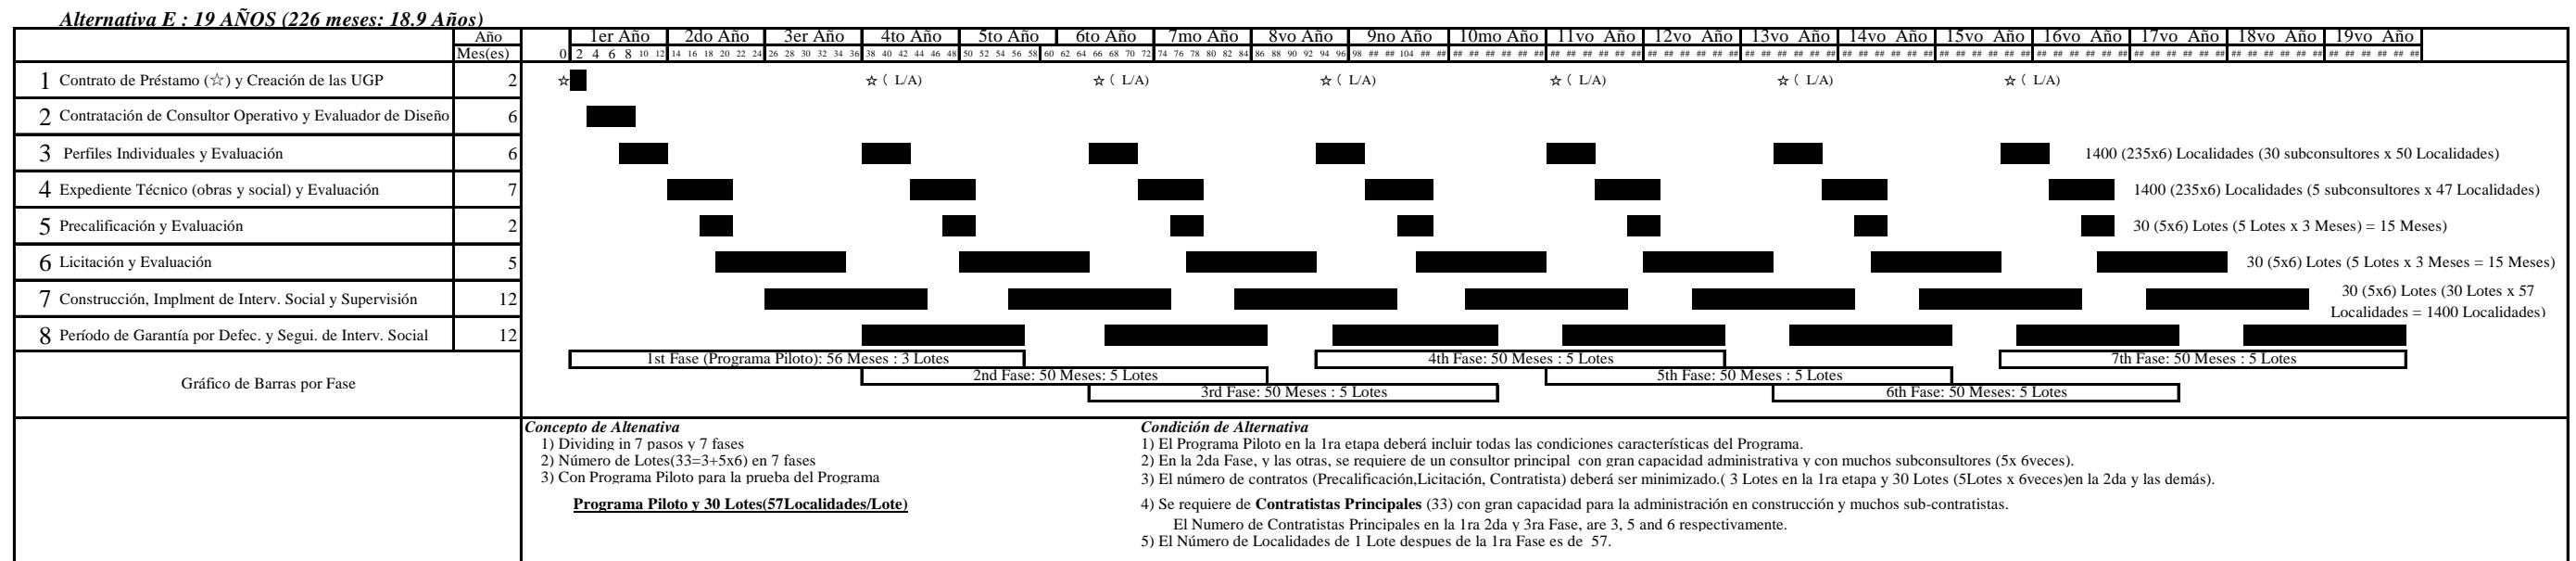 Alternativa E : 19 AÑOS (226 meses: 18.9 Años)
Año 1er Año 2do Año 3er Año 4to Año 5to Año 6to Año 7mo Año 8vo Año 9no Año 10mo Año 11vo Año 12vo Año 13vo Año 14vo Año 15vo Año 16vo Año 17vo Año 18vo Año 19vo Año
Mes(es) 0 2 4 6 8 10 12 14 16 18 20 22 24 26 28 30 32 34 36 38 40 42 44 46 48 50 52 54 56 58 60 62 64 66 68 70 72 74 76 78 80 82 84 86 88 90 92 94 96 98 ## ## 104 ## ## ## ## ## ## ## ## ## ## ## ## ## ## ## ## ## ## ## ## ## ## ## ## ## ## ## ## ## ## ## ## ## ## ## ## ## ## ## ## ## ## ## ## ## ## ## ## ## ## ## ## ## ## ## ## ## ## ## ## ## ##
1 Contrato de Préstamo (☆) y Creación de las UGP 2 ☆ ☆ ( L/A) ☆ ( L/A) ☆ ( L/A) ☆ ( L/A) ☆ ( L/A) ☆ ( L/A)
2 Contratación de Consultor Operativo y Evaluador de Diseño 6
3 Perfiles Individuales y Evaluación 6 1400 (235x6) Localidades (30 subconsultores x 50 Localidades)
4 Expediente Técnico (obras y social) y Evaluación 7 1400 (235x6) Localidades (5 subconsultores x 47 Localidades)
5 Precalificación y Evaluación 2 30 (5x6) Lotes (5 Lotes x 3 Meses) = 15 Meses)
6 Licitación y Evaluación 5 30 (5x6) Lotes (5 Lotes x 3 Meses = 15 Meses)
7 Construcción, Implment de Interv. Social y Supervisión 12 30 (5x6) Lotes (30 Lotes x 57
Localidades = 1400 Localidades)
8 Período de Garantía por Defec. y Segui. de Interv. Social 12
Gráfico de Barras por Fase
1st Fase (Programa Piloto): 56 Meses : 3 Lotes 4th Fase: 50 Meses : 5 Lotes 7th Fase: 50 Meses : 5 Lotes
2nd Fase: 50 Meses: 5 Lotes 5th Fase: 50 Meses : 5 Lotes
3rd Fase: 50 Meses : 5 Lotes 6th Fase: 50 Meses: 5 Lotes
Concepto de Altenativa
1) Dividing in 7 pasos y 7 fases
2) Número de Lotes(33=3+5x6) en 7 fases
3) Con Programa Piloto para la prueba del Programa
Programa Piloto y 30 Lotes(57Localidades/Lote)
Condición de Alternativa
1) El Programa Piloto en la 1ra etapa deberá incluir todas las condiciones características del Programa.
2) En la 2da Fase, y las otras, se requiere de un consultor principal con gran capacidad administrativa y con muchos subconsultores (5x 6veces).
3) El número de contratos (Precalificación,Licitación, Contratista) deberá ser minimizado.( 3 Lotes en la 1ra etapa y 30 Lotes (5Lotes x 6veces)en la 2da y las demás).
4) Se requiere de Contratistas Principales (33) con gran capacidad para la administración en construcción y muchos sub-contratistas.
El Numero de Contratistas Principales en la 1ra 2da y 3ra Fase, are 3, 5 and 6 respectivamente.
5) El Número de Localidades de 1 Lote despues de la 1ra Fase es de 57.